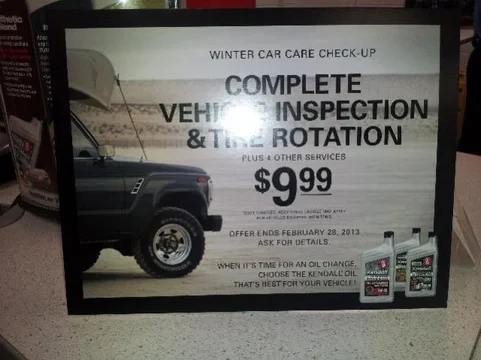 WINTER CAR CARE CHECK-UP
COMPLETE
VEHICLE INSPECTION
& TIRE ROTATION
PLUS 4 OTHER SERVICES
$9.99
OFFER ENDS FEBRUARY 28, 2013
ASK FOR DETAILS.
WHEN IT'S TIME FOR AN OIL CHANGE,
CHOOSE THE KENDALL OIL
THAT'S BEST FOR YOUR VEHICLE!